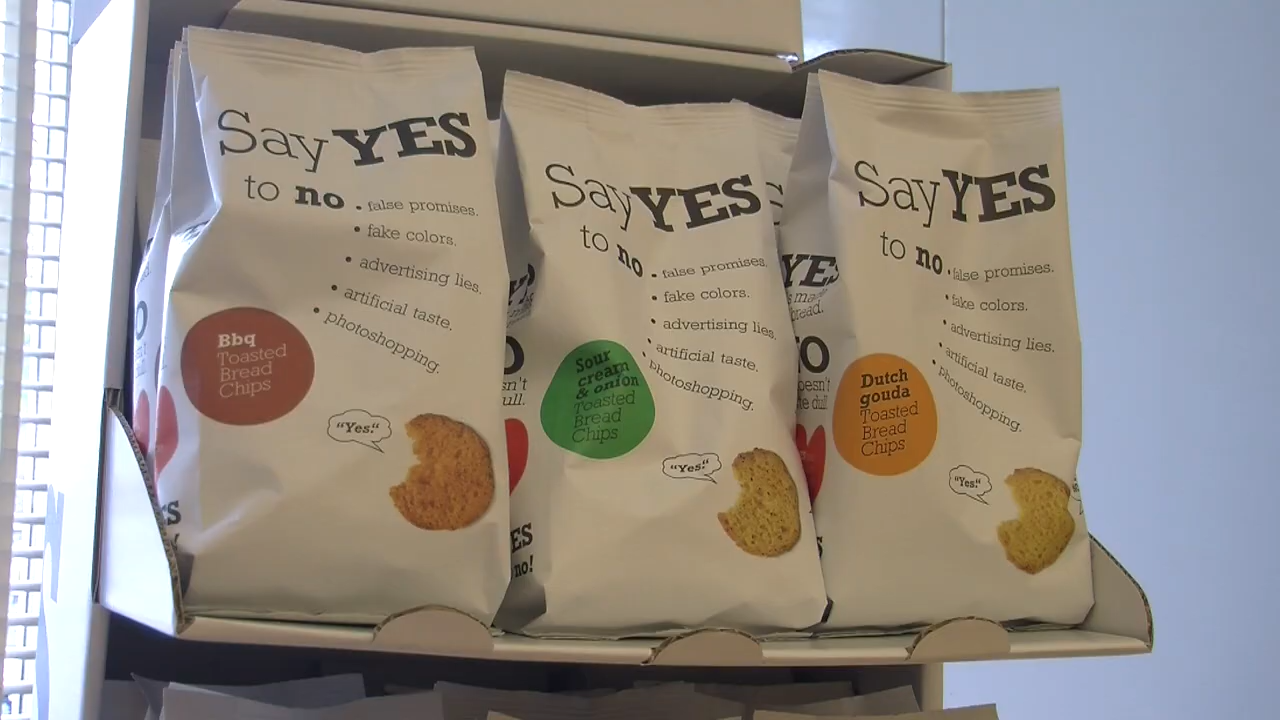 Say YES
to no • false promises.
• fake colors.
• advertising lies.
• artificial taste.
• photoshopping.
Bbq
Toasted
Bread
Chips
"Yes."
Say YES
to no • false promises.
• fake colors.
• advertising lies.
• artificial taste.
photoshopping.
Sour
cream
& onion
Toasted
Bread
Chips
"Yes."
Say YES
to no • false promises.
• fake colors.
• advertising lies.
• artificial taste.
• photoshopping.
Dutch
gouda
Toasted
Bread
Chips
"Yes."
YES
bread.
no!